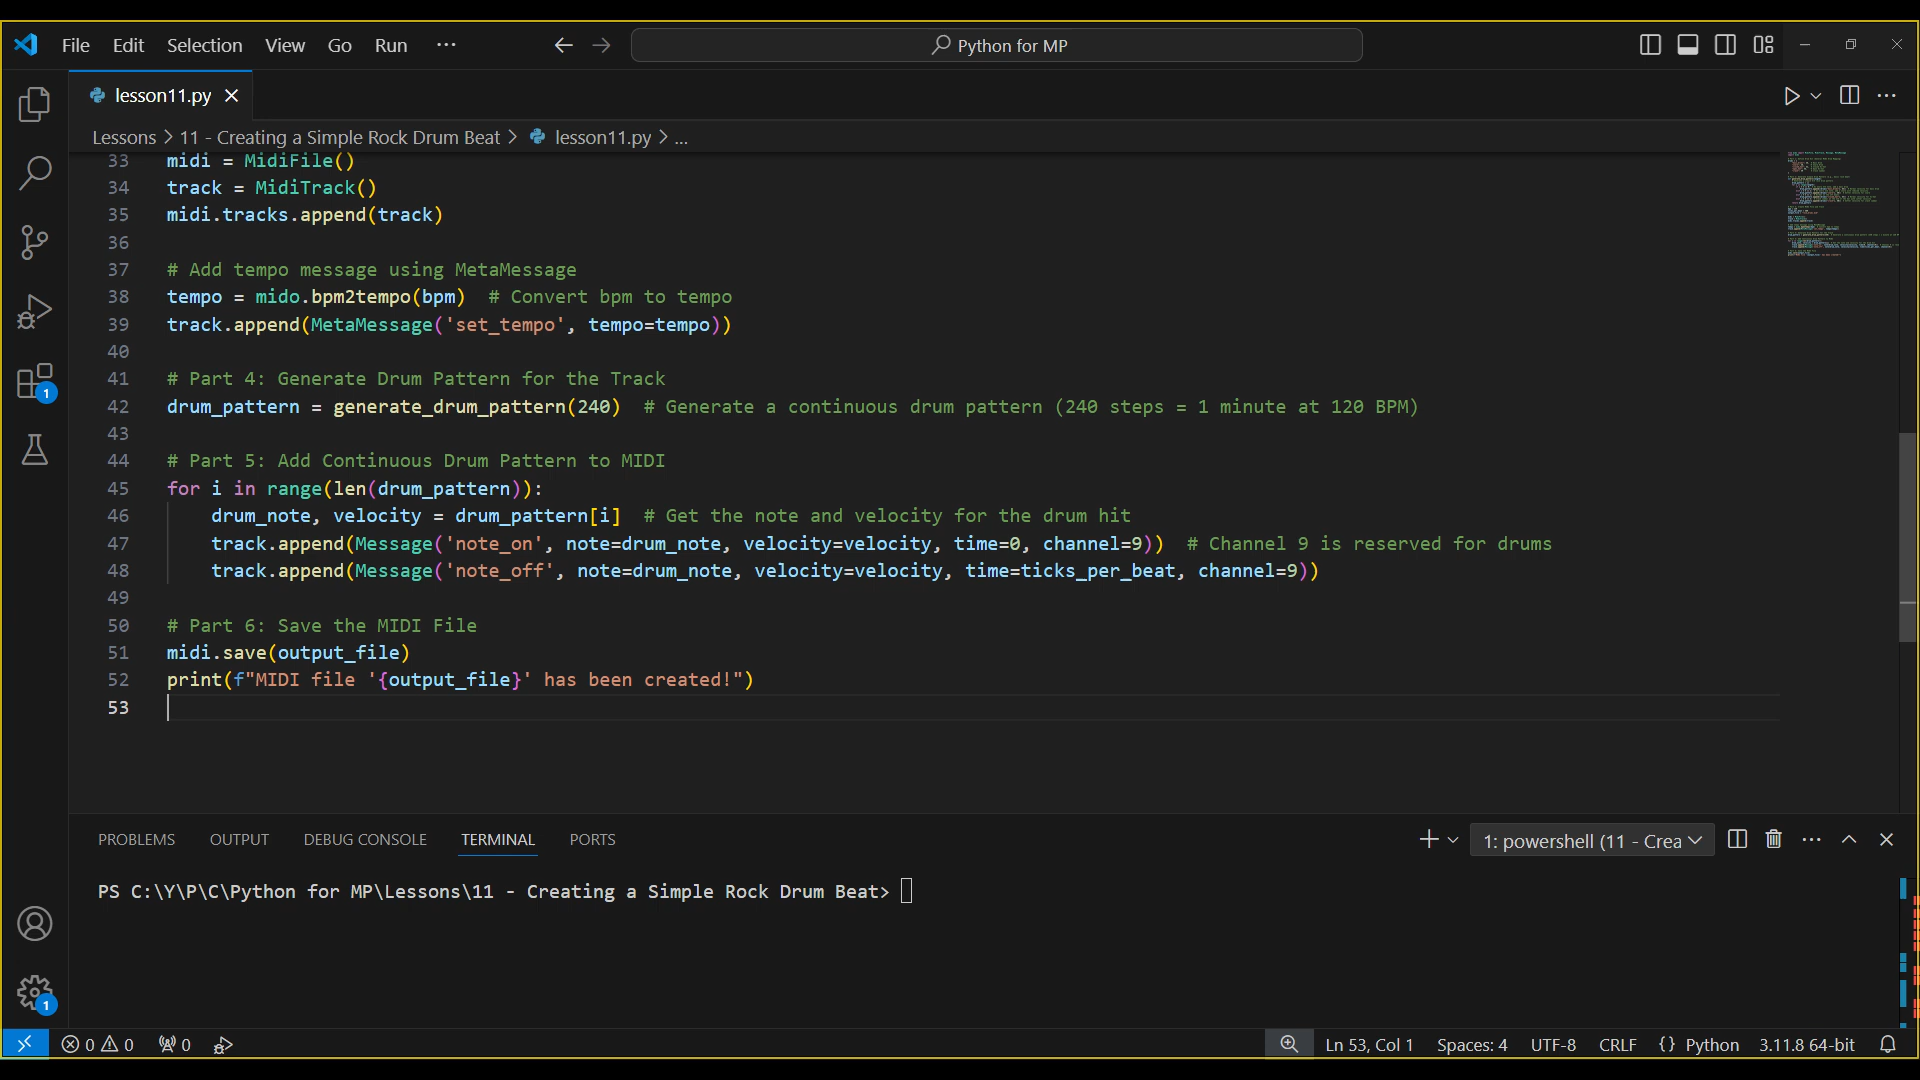 File Edit Selection View Go Run ···
Python for MP
lesson11.py
Lessons > 11 - Creating a Simple Rock Drum Beat > lesson11.py > ...
33 midi = MidiFile()
34 track = MidiTrack()
35 midi.tracks.append(track)
36
37 # Add tempo message using MetaMessage
38 tempo = mido.bpm2tempo(bpm)  # Convert bpm to tempo
39 track.append(MetaMessage('set_tempo', tempo=tempo))
40
41 # Part 4: Generate Drum Pattern for the Track
42 drum_pattern = generate_drum_pattern(240)  # Generate a continuous drum pattern (240 steps = 1 minute at 120 BPM)
43
44 # Part 5: Add Continuous Drum Pattern to MIDI
45 for i in range(len(drum_pattern)):
46     drum_note, velocity = drum_pattern[i]  # Get the note and velocity for the drum hit
47     track.append(Message('note_on', note=drum_note, velocity=velocity, time=0, channel=9))  # Channel 9 is reserved for drums
48     track.append(Message('note_off', note=drum_note, velocity=velocity, time=ticks_per_beat, channel=9))
49
50 # Part 6: Save the MIDI File
51 midi.save(output_file)
52 print(f"MIDI file '{output_file}' has been created!")
53
1
PROBLEMS OUTPUT DEBUG CONSOLE TERMINAL PORTS
1: powershell (11 - Crea
PS C:\Y\P\C\Python for MP\Lessons\11 - Creating a Simple Rock Drum Beat>
1
0 0 0
Ln 53, Col 1 Spaces: 4 UTF-8 CRLF {} Python 3.11.8 64-bit